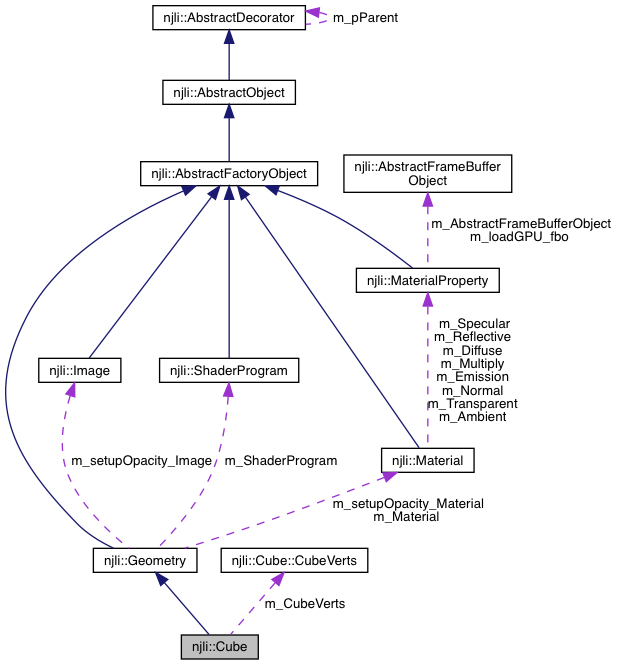 njli::AbstractDecorator
m_pParent
njli::AbstractObject
njli::AbstractFactoryObject
njli::AbstractFrameBuffer
Object
m_AbstractFrameBufferObject
m_loadGPU_fbo
njli::MaterialProperty
m_Specular
m_Reflective
m_Diffuse
m_Multiply
m_Emission
m_Normal
m_Transparent
m_Ambient
njli::Image
njli::ShaderProgram
m_setupOpacity_Image
m_ShaderProgram
njli::Material
m_setupOpacity_Material
m_Material
njli::Geometry
njli::Cube::CubeVerts
m_CubeVerts
njli::Cube